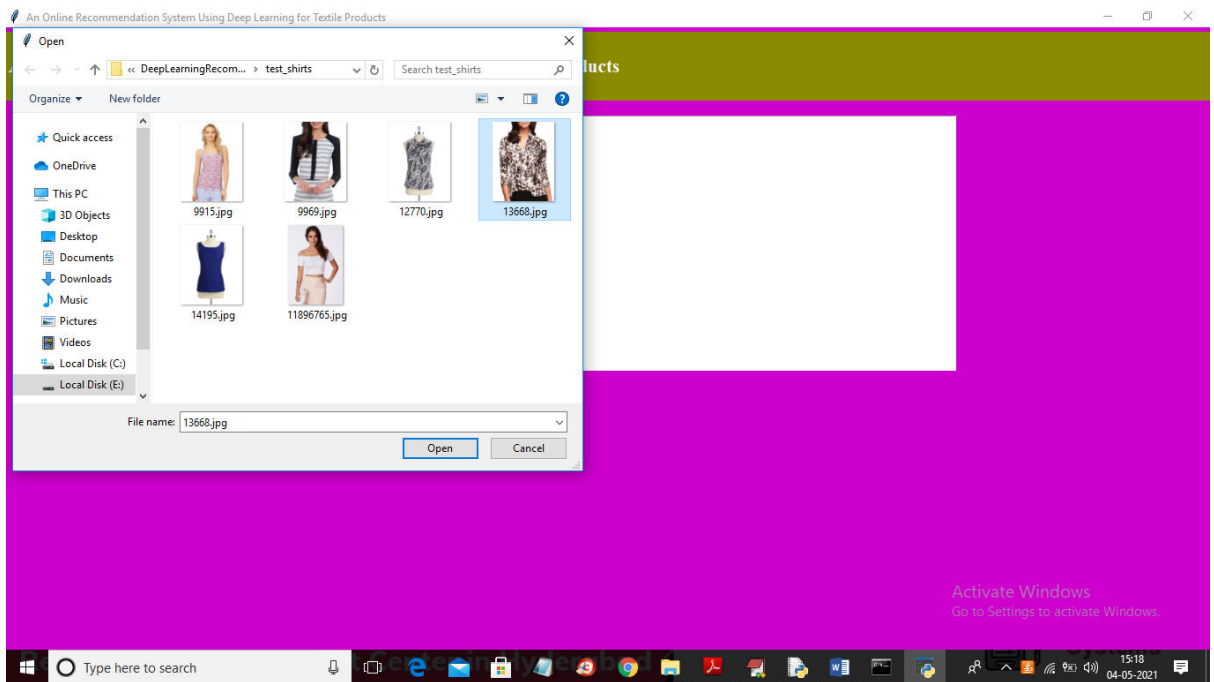 An Online Recommendation System Using Deep Learning for Textile Products
Open
ducts
« DeepLearningRecom... > test_shirts
Search test_shirts
Organize
New folder
Quick access
OneDrive
This PC
3D Objects
Desktop
Documents
Downloads
Music
Pictures
Videos
Local Disk (C:)
Local Disk (E:)
9915.jpg
9969.jpg
12770.jpg
13668.jpg
14195.jpg
11896765.jpg
File name: 13668.jpg
Open
Cancel
Activate Windows
Go to Settings to activate Windows.
Type here to search
15:18
04-05-2021